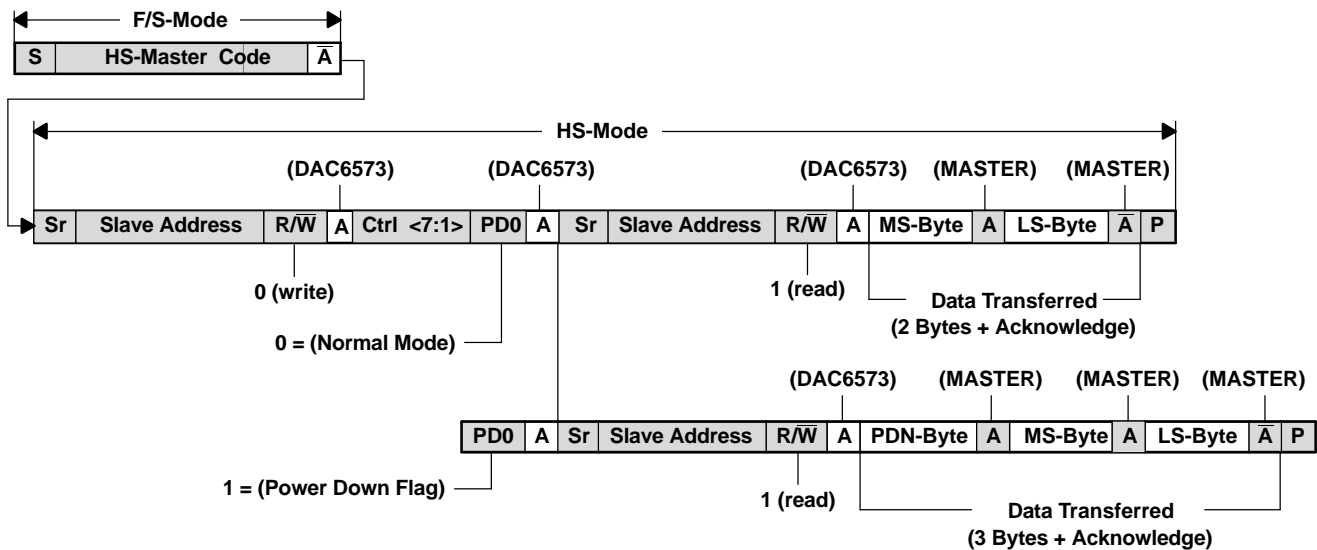 F/S-Mode
S HS-Master Code A̅
HS-Mode
(DAC6573) (DAC6573) (DAC6573) (MASTER) (MASTER)
Sr Slave Address R/W̅ A Ctrl <7:1> PD0 A Sr Slave Address R/W̅ A MS-Byte A LS-Byte A̅ P
0 (write) 1 (read) Data Transferred
(2 Bytes + Acknowledge)
0 = (Normal Mode)
(DAC6573) (MASTER) (MASTER) (MASTER)
PD0 A Sr Slave Address R/W̅ A PDN-Byte A MS-Byte A LS-Byte A̅ P
1 = (Power Down Flag) 1 (read) Data Transferred
(3 Bytes + Acknowledge)